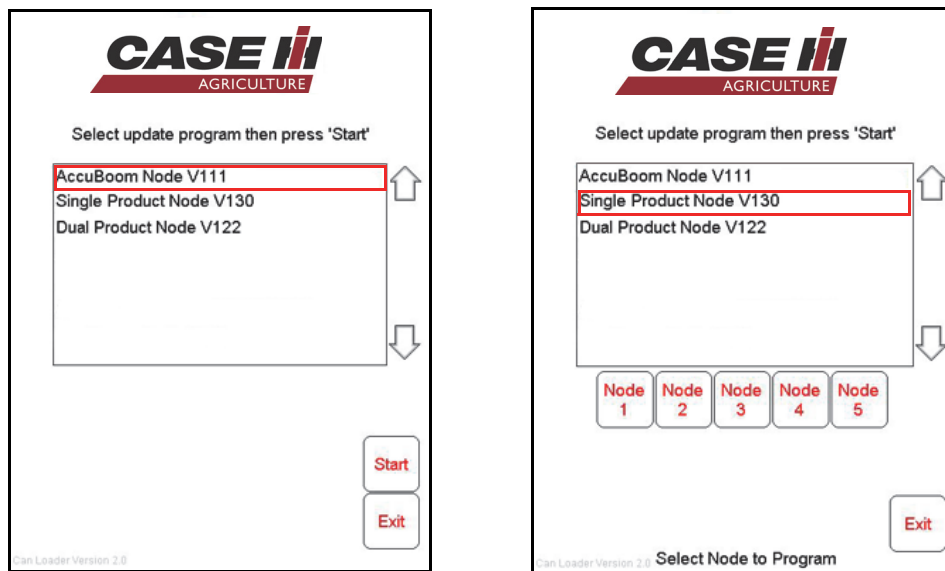 CASE IH
AGRICULTURE
Select update program then press 'Start'
AccuBoom Node V111
Single Product Node V130
Dual Product Node V122
Start
Exit
Can Loader Version 2.0
CASE IH
AGRICULTURE
Select update program then press 'Start'
AccuBoom Node V111
Single Product Node V130
Dual Product Node V122
Node 1
Node 2
Node 3
Node 4
Node 5
Exit
Can Loader Version 2.0
Select Node to Program